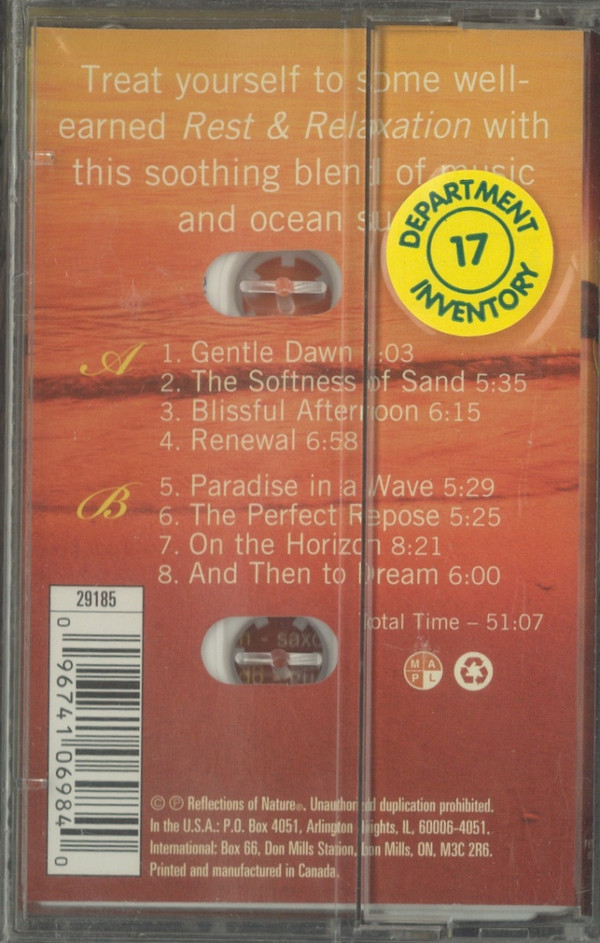 Treat yourself to some well-
earned Rest & Relaxation with
this soothing blend of music
and ocean
DEPARTMENT
17
INVENTORY
A
1. Gentle Dawn :03
2. The Softness of Sand 5:35
3. Blissful Afternoon 6:15
4. Renewal 6:58
B
5. Paradise in a Wave 5:29
6. The Perfect Repose 5:25
7. On the Horizon 8:21
8. And Then to Dream 6:00
Total Time – 51:07
29185
0 96741 06984 0
M A P L
© ℗ Reflections of Nature®. Unauthorized duplication prohibited.
In the U.S.A.: P.O. Box 4051, Arlington Heights, IL, 60006-4051.
International: Box 66, Don Mills Station, Don Mills, ON, M3C 2R6.
Printed and manufactured in Canada.